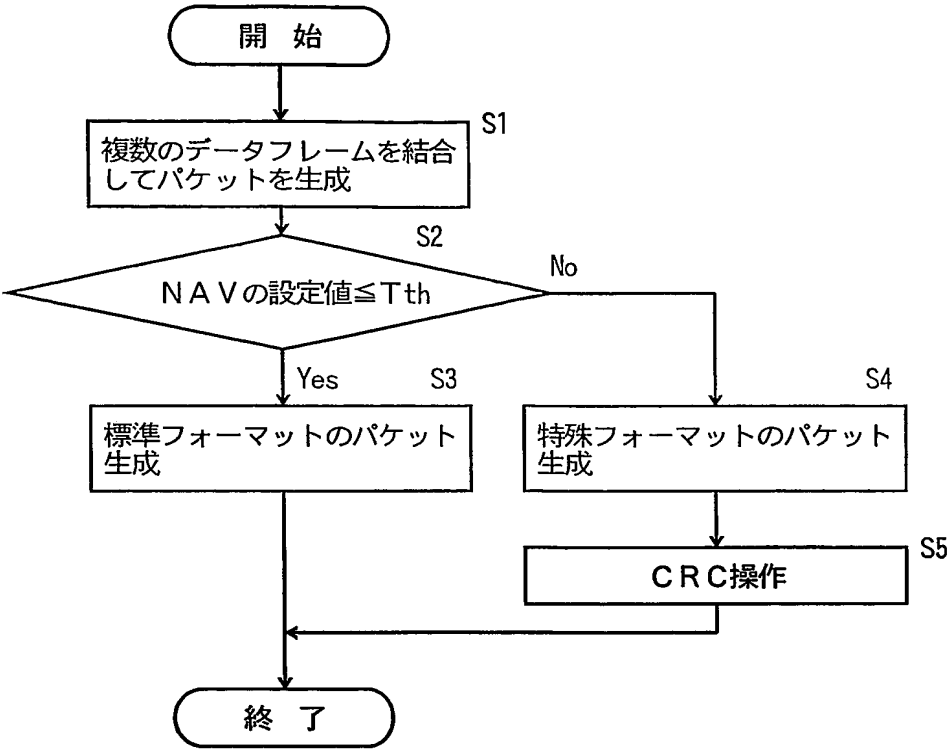 開 始
S1
複数のデータフレームを結合
してパケットを生成
S2
NAVの設定値≦Tth
No
Yes
S3
標準フォーマットのパケット
生成
S4
特殊フォーマットのパケット
生成
S5
CRC操作
終 了